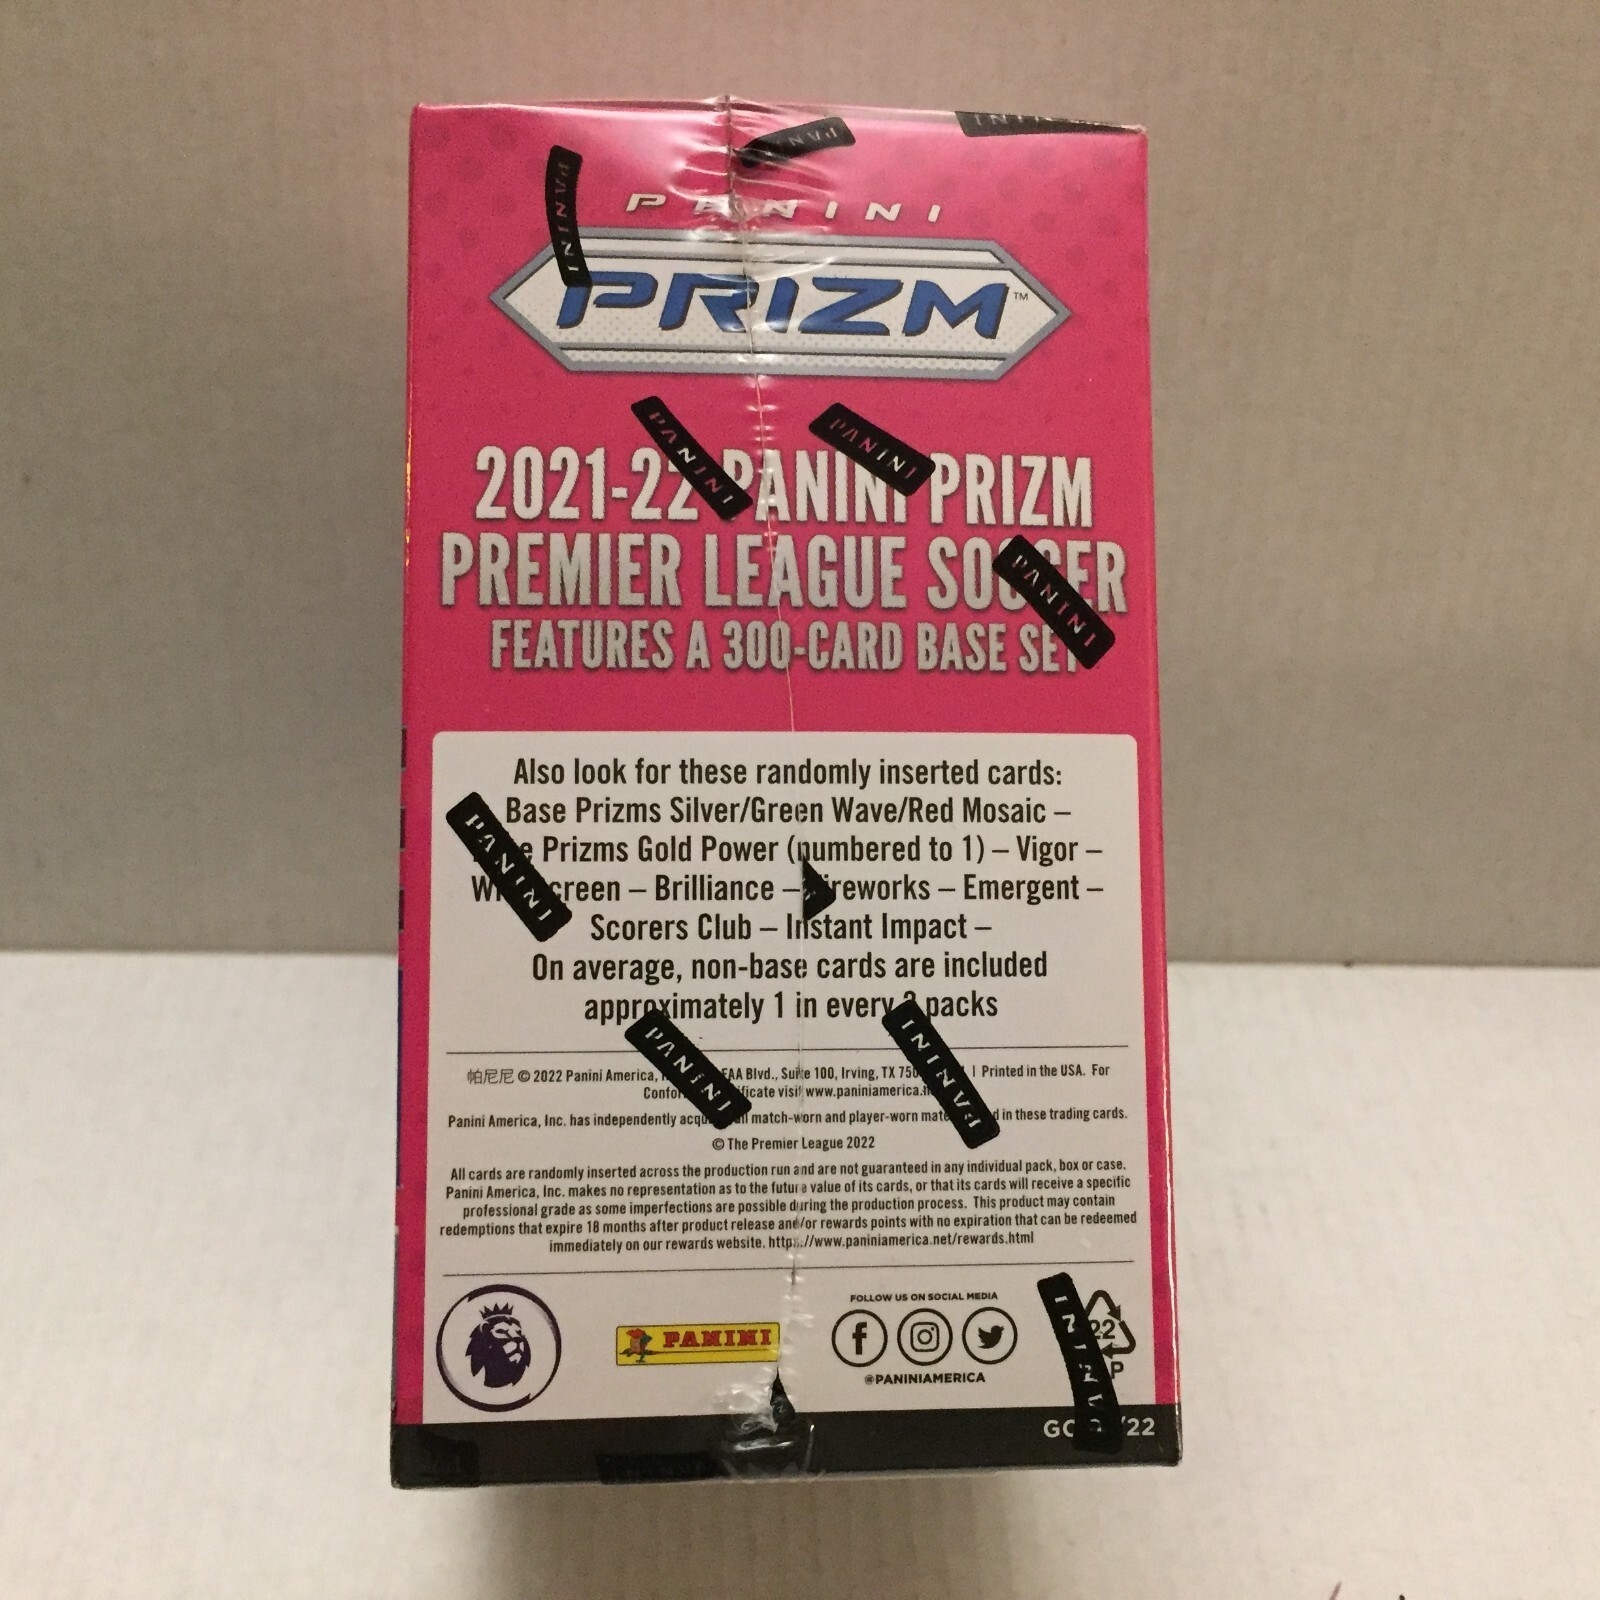 PANINI
PRIZM™
2021-22 PANINI PRIZM
PREMIER LEAGUE SOCCER
FEATURES A 300-CARD BASE SET
Also look for these randomly inserted cards:
Base Prizms Silver/Green Wave/Red Mosaic –
Prizms Gold Power (numbered to 1) – Vigor –
– Brilliance – Fireworks – Emergent –
Scorers Club – Instant Impact –
On average, non-base cards are included
approximately 1 in every packs
帕尼尼 © 2022 Panini America, Blvd., Suite 100, Irving, TX | Printed in the USA. For
visit www.paniniamerica.
Panini America, Inc. has independently match-worn and player-worn in these trading cards.
© The Premier League 2022
All cards are randomly inserted across the production run and are not guaranteed in any individual pack, box or case.
Panini America, Inc. makes no representation as to the future value of its cards, or that its cards will receive a specific
professional grade as some imperfections are possible during the production process. This product may contain
redemptions that expire 18 months after product release and/or rewards points with no expiration that can be redeemed
immediately on our rewards website. http://www.paniniamerica.net/rewards.html
PANINI
FOLLOW US ON SOCIAL MEDIA
@PANINIAMERICA
22
PANINI
PANINI
PANINI
PANINI
PANINI
PANINI
PANINI
PANINI
PANINI
PANINI